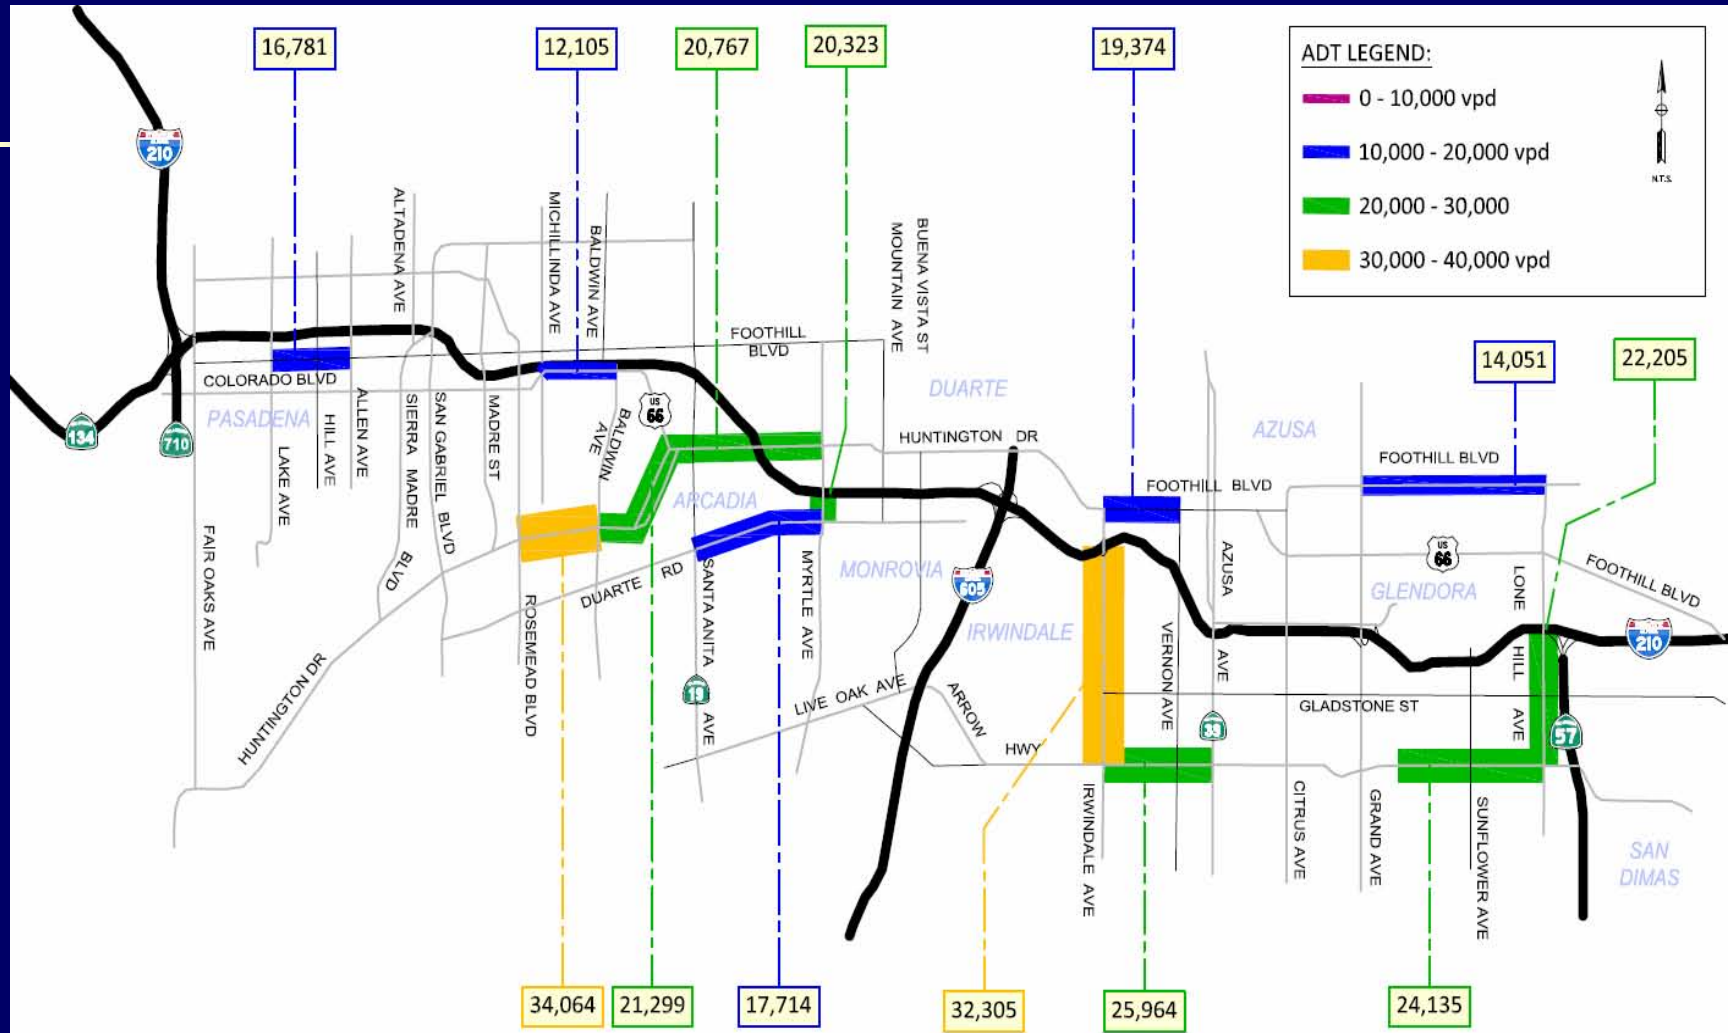 16,781
12,105
20,767
20,323
19,374
ADT LEGEND:
0 - 10,000 vpd
10,000 - 20,000 vpd
20,000 - 30,000
30,000 - 40,000 vpd
N.T.S.
210
ALTADENA AVE
MICHILLINDA AVE
BALDWIN AVE
MOUNTAIN AVE
BUENA VISTA ST
FOOTHILL
BLVD
14,051
22,205
COLORADO BLVD
PASADENA
134
710
LAKE AVE
HILL AVE
ALLEN AVE
SIERRA MADRE
BLVD
SAN GABRIEL BLVD
MADRE ST
BALDWIN
AVE
US
66
DUARTE
AZUSA
HUNTINGTON DR
FOOTHILL BLVD
FOOTHILL BLVD
ARCADIA
FAIR OAKS AVE
HUNTINGTON DR
ROSEMEAD BLVD
DUARTE RD
SANTA ANITA
AVE
19
MYRTLE AVE
MONROVIA
605
IRWINDALE
LIVE OAK AVE
ARROW
HWY
VERNON AVE
AZUSA
AVE
39
US
66
GLENDORA
FOOTHILL BLVD
LONE
HILL
AVE
210
GLADSTONE ST
57
IRWINDALE AVE
CITRUS AVE
GRAND AVE
SUNFLOWER AVE
SAN
DIMAS
34,064
21,299
17,714
32,305
25,964
24,135